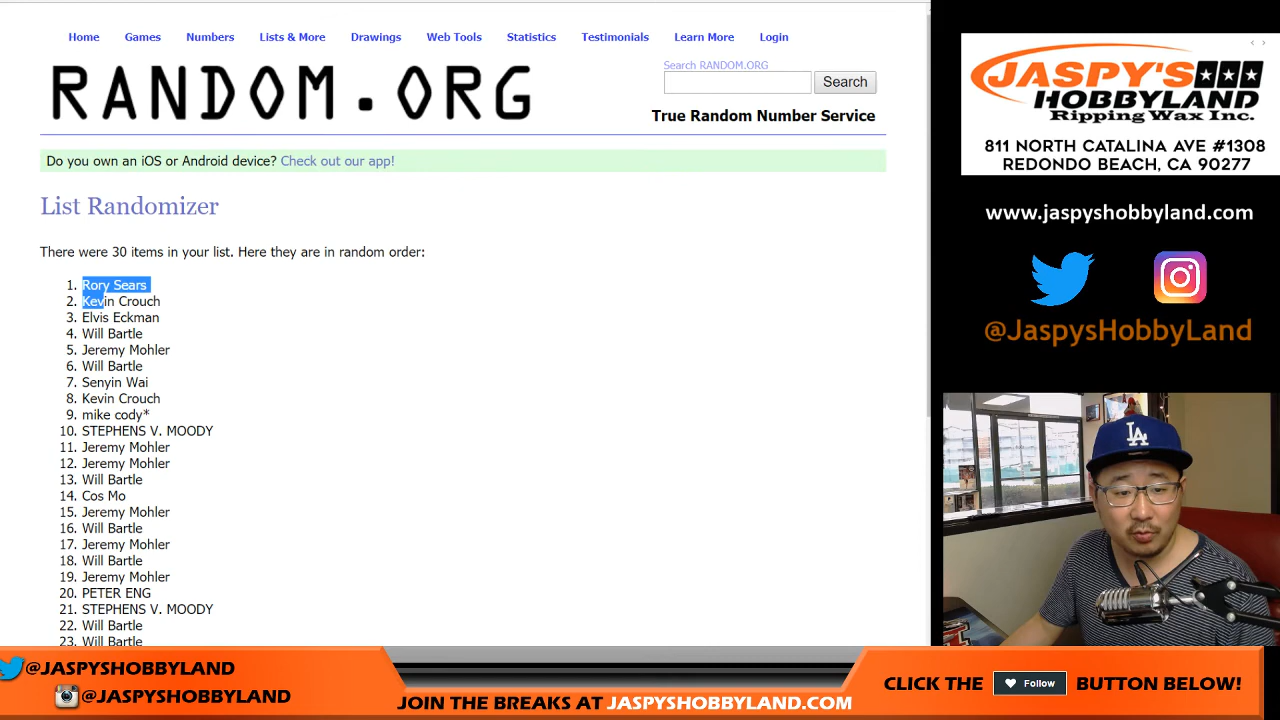 Home Games Numbers Lists & More Drawings Web Tools Statistics Testimonials Learn More Login
RANDOM.ORG
Search RANDOM.ORG
Search
True Random Number Service
Do you own an iOS or Android device? Check out our app!
List Randomizer
There were 30 items in your list. Here they are in random order:
1. Rory Sears
2. Kevin Crouch
3. Elvis Eckman
4. Will Bartle
5. Jeremy Mohler
6. Will Bartle
7. Senyin Wai
8. Kevin Crouch
9. mike cody*
10. STEPHENS V. MOODY
11. Jeremy Mohler
12. Jeremy Mohler
13. Will Bartle
14. Cos Mo
15. Jeremy Mohler
16. Will Bartle
17. Jeremy Mohler
18. Will Bartle
19. Jeremy Mohler
20. PETER ENG
21. STEPHENS V. MOODY
22. Will Bartle
23. Will Bartle
JASPY'S
HOBBYLAND
Ripping Wax Inc.
811 NORTH CATALINA AVE #1308
REDONDO BEACH, CA 90277
www.jaspyshobbyland.com
@JaspysHobbyLand
LA
@JASPYSHOBBYLAND
@JASPYSHOBBYLAND
JOIN THE BREAKS AT JASPYSHOBBYLAND.COM
CLICK THE Follow BUTTON BELOW!